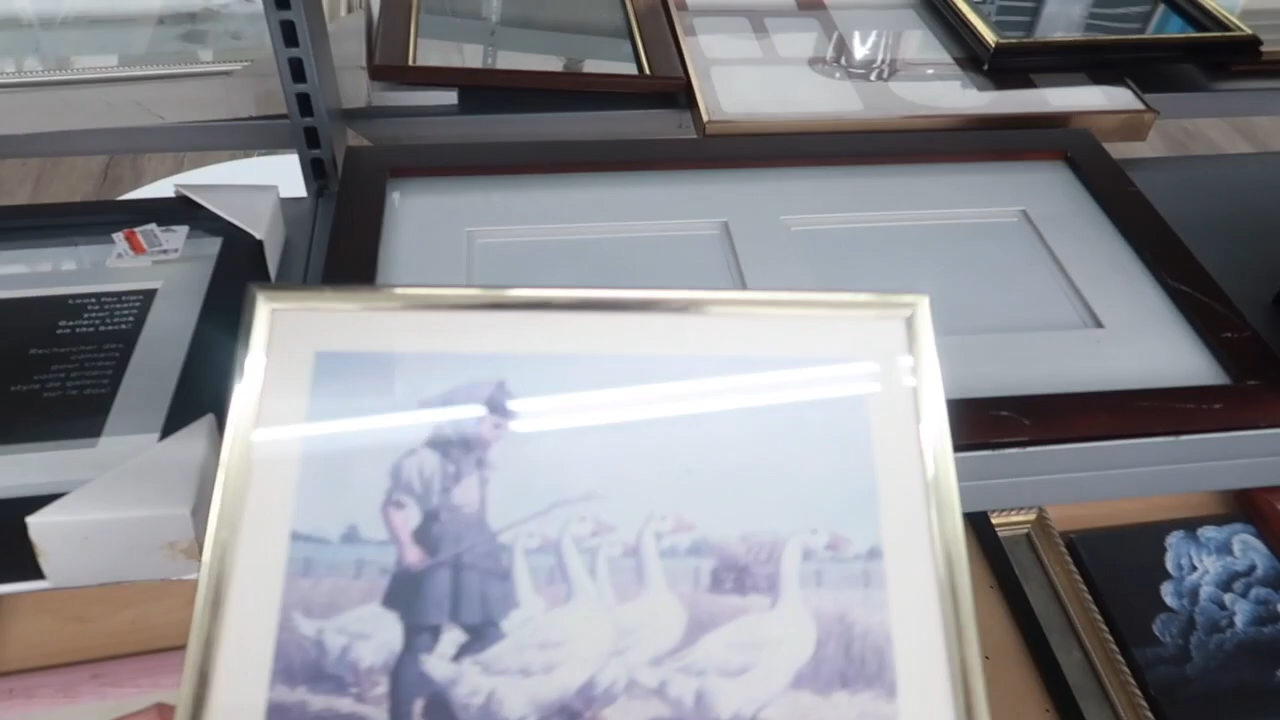 Look for tips
to create
your own
Gallery Look
on the back!
Rechercher des
conseils
pour créer
votre propre
style de galerie
sur le dos!